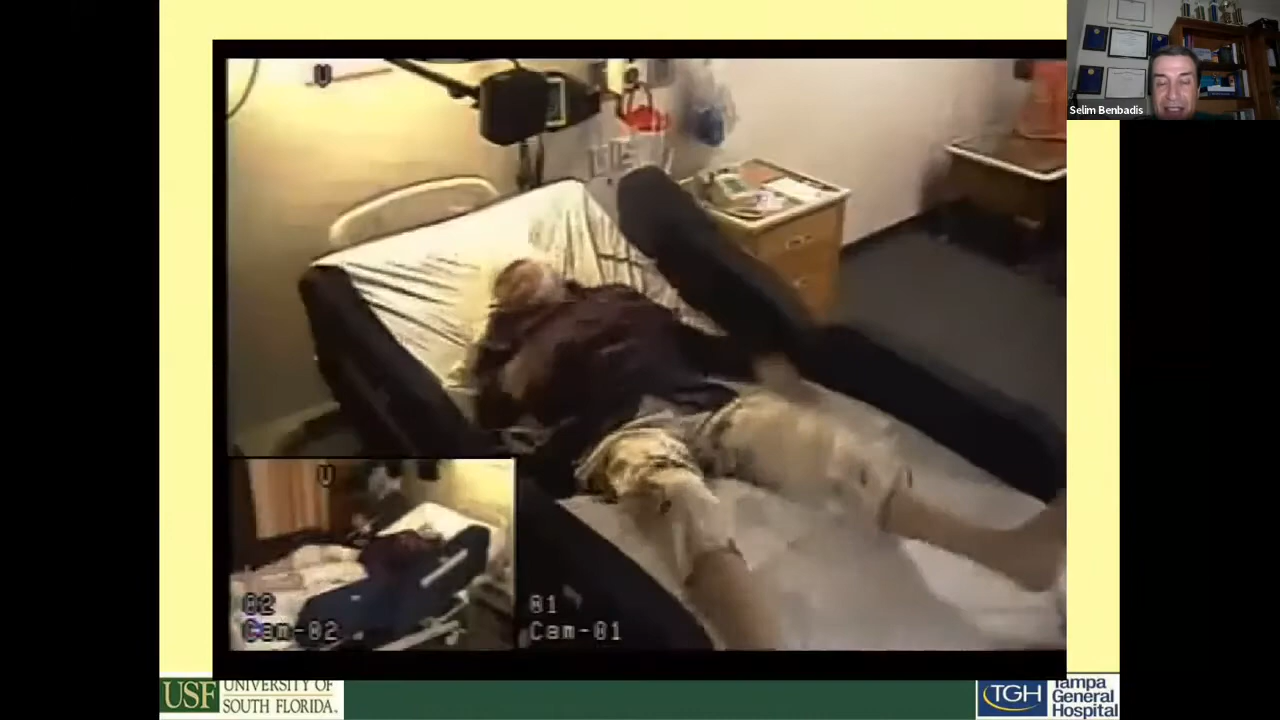 U
Selim Benbadis
U
02
Cam-02
01
Cam-01
USF UNIVERSITY OF
SOUTH FLORIDA.
TGH Tampa
General
Hospital